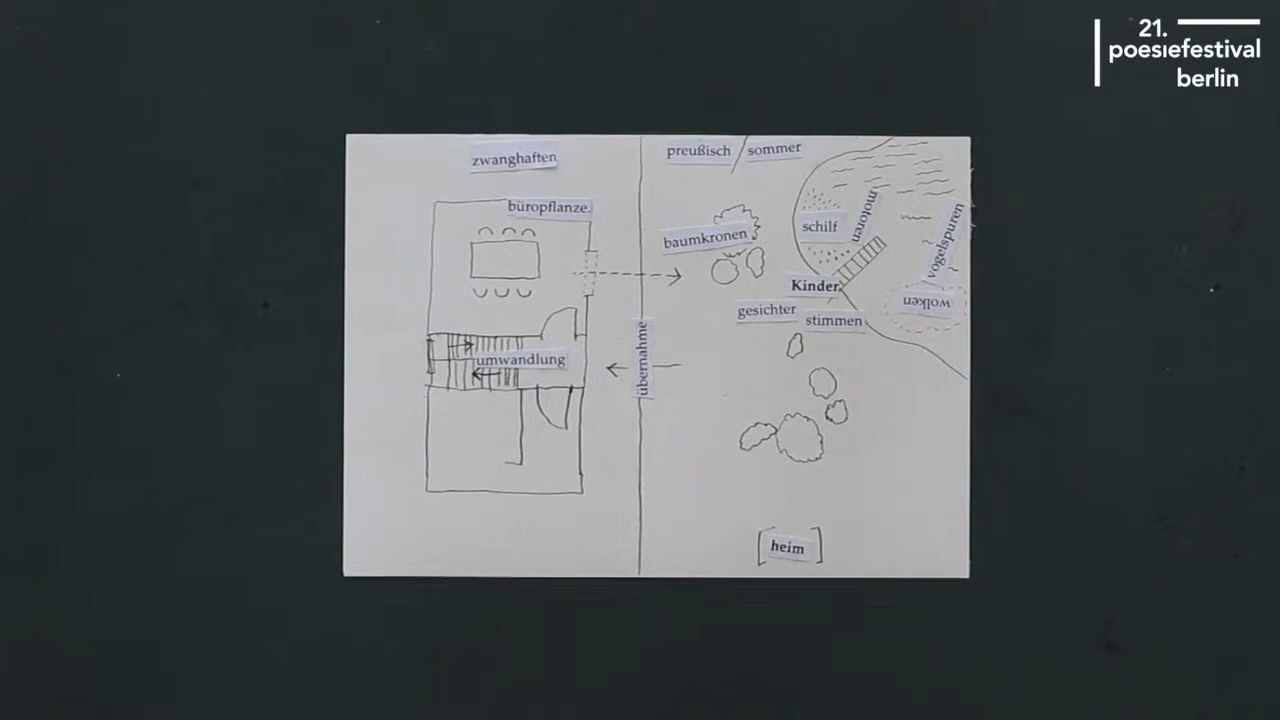 21.
poesiefestival
berlin
zwanghaften
preußisch / sommer
büropflanze.
baumkronen
schilf
motoren
vogelspuren
Kinder
wolken
gesichter
stimmen
umwandlung
übernahme
[heim]